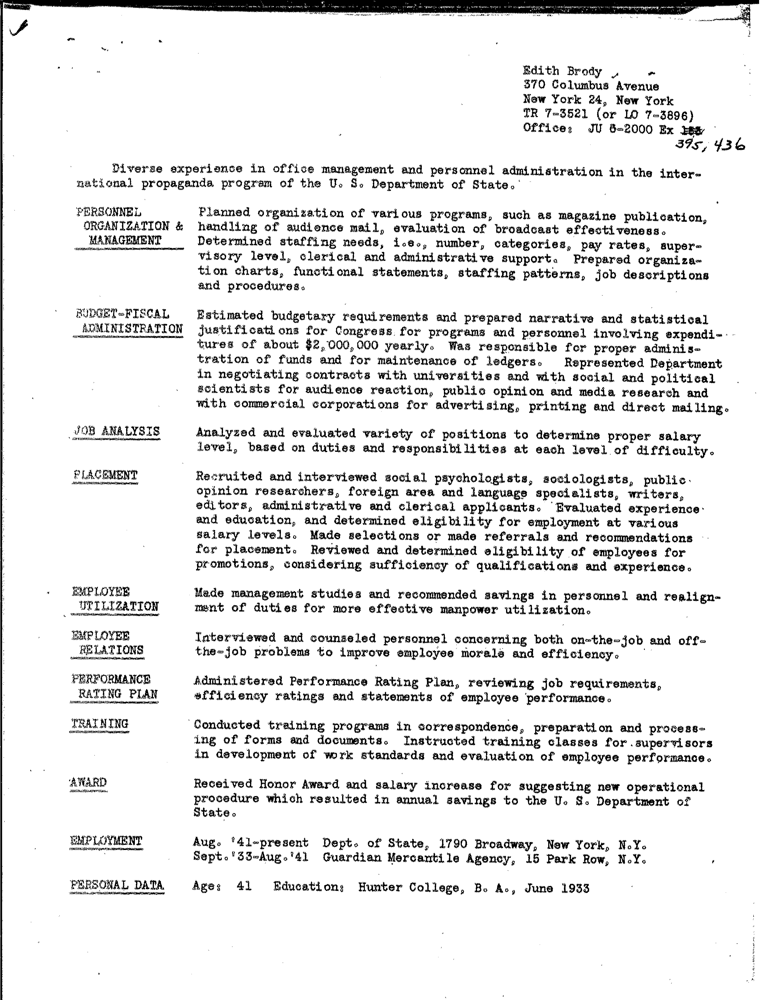 Edith Brody
370 Columbus Avenue
New York 24, New York
TR 7-3521 (or LO 7-3896)
Office: JU 6-2000 Ex
395, 436
Diverse experience in office management and personnel administration in the inter-
national propaganda program of the U. S. Department of State.
PERSONNEL Planned organization of various programs, such as magazine publication,
ORGANIZATION & handling of audience mail, evaluation of broadcast effectiveness.
MANAGEMENT Determined staffing needs, i.e., number, categories, pay rates, super-
visory level, clerical and administrative support. Prepared organiza-
tion charts, functional statements, staffing patterns, job descriptions
and procedures.
BUDGET-FISCAL Estimated budgetary requirements and prepared narrative and statistical
ADMINISTRATION justifications for Congress for programs and personnel involving expendi-
tures of about $2,000,000 yearly. Was responsible for proper adminis-
tration of funds and for maintenance of ledgers. Represented Department
in negotiating contracts with universities and with social and political
scientists for audience reaction, public opinion and media research and
with commercial corporations for advertising, printing and direct mailing.
JOB ANALYSIS Analyzed and evaluated variety of positions to determine proper salary
level, based on duties and responsibilities at each level of difficulty.
PLACEMENT Recruited and interviewed social psychologists, sociologists, public
opinion researchers, foreign area and language specialists, writers,
editors, administrative and clerical applicants. Evaluated experience
and education, and determined eligibility for employment at various
salary levels. Made selections or made referrals and recommendations
for placement. Reviewed and determined eligibility of employees for
promotions, considering sufficiency of qualifications and experience.
EMPLOYEE Made management studies and recommended savings in personnel and realign-
UTILIZATION ment of duties for more effective manpower utilization.
EMPLOYEE Interviewed and counseled personnel concerning both on-the-job and off-
RELATIONS the-job problems to improve employee morale and efficiency.
PERFORMANCE Administered Performance Rating Plan, reviewing job requirements,
RATING PLAN efficiency ratings and statements of employee performance.
TRAINING Conducted training programs in correspondence, preparation and process-
ing of forms and documents. Instructed training classes for supervisors
in development of work standards and evaluation of employee performance.
AWARD Received Honor Award and salary increase for suggesting new operational
procedure which resulted in annual savings to the U. S. Department of
State.
EMPLOYMENT Aug. '41-present Dept. of State, 1790 Broadway, New York, N.Y.
Sept.'33-Aug.'41 Guardian Mercantile Agency, 15 Park Row, N.Y.
PERSONAL DATA Age: 41 Education: Hunter College, B. A., June 1933